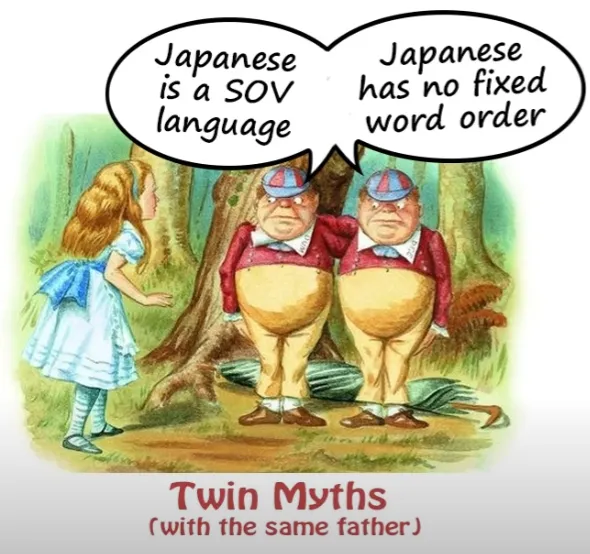 Japanese
is a SOV
language
Japanese
has no fixed
word order
Twin Myths
(with the same father)